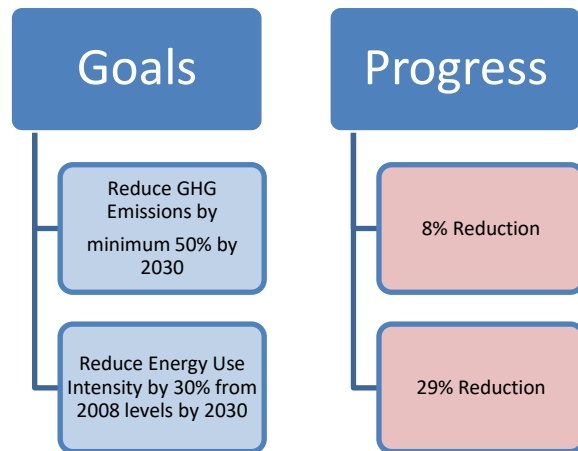 Goals
Reduce GHG
Emissions by
minimum 50% by
2030
Reduce Energy Use
Intensity by 30% from
2008 levels by 2030
Progress
8% Reduction
29% Reduction